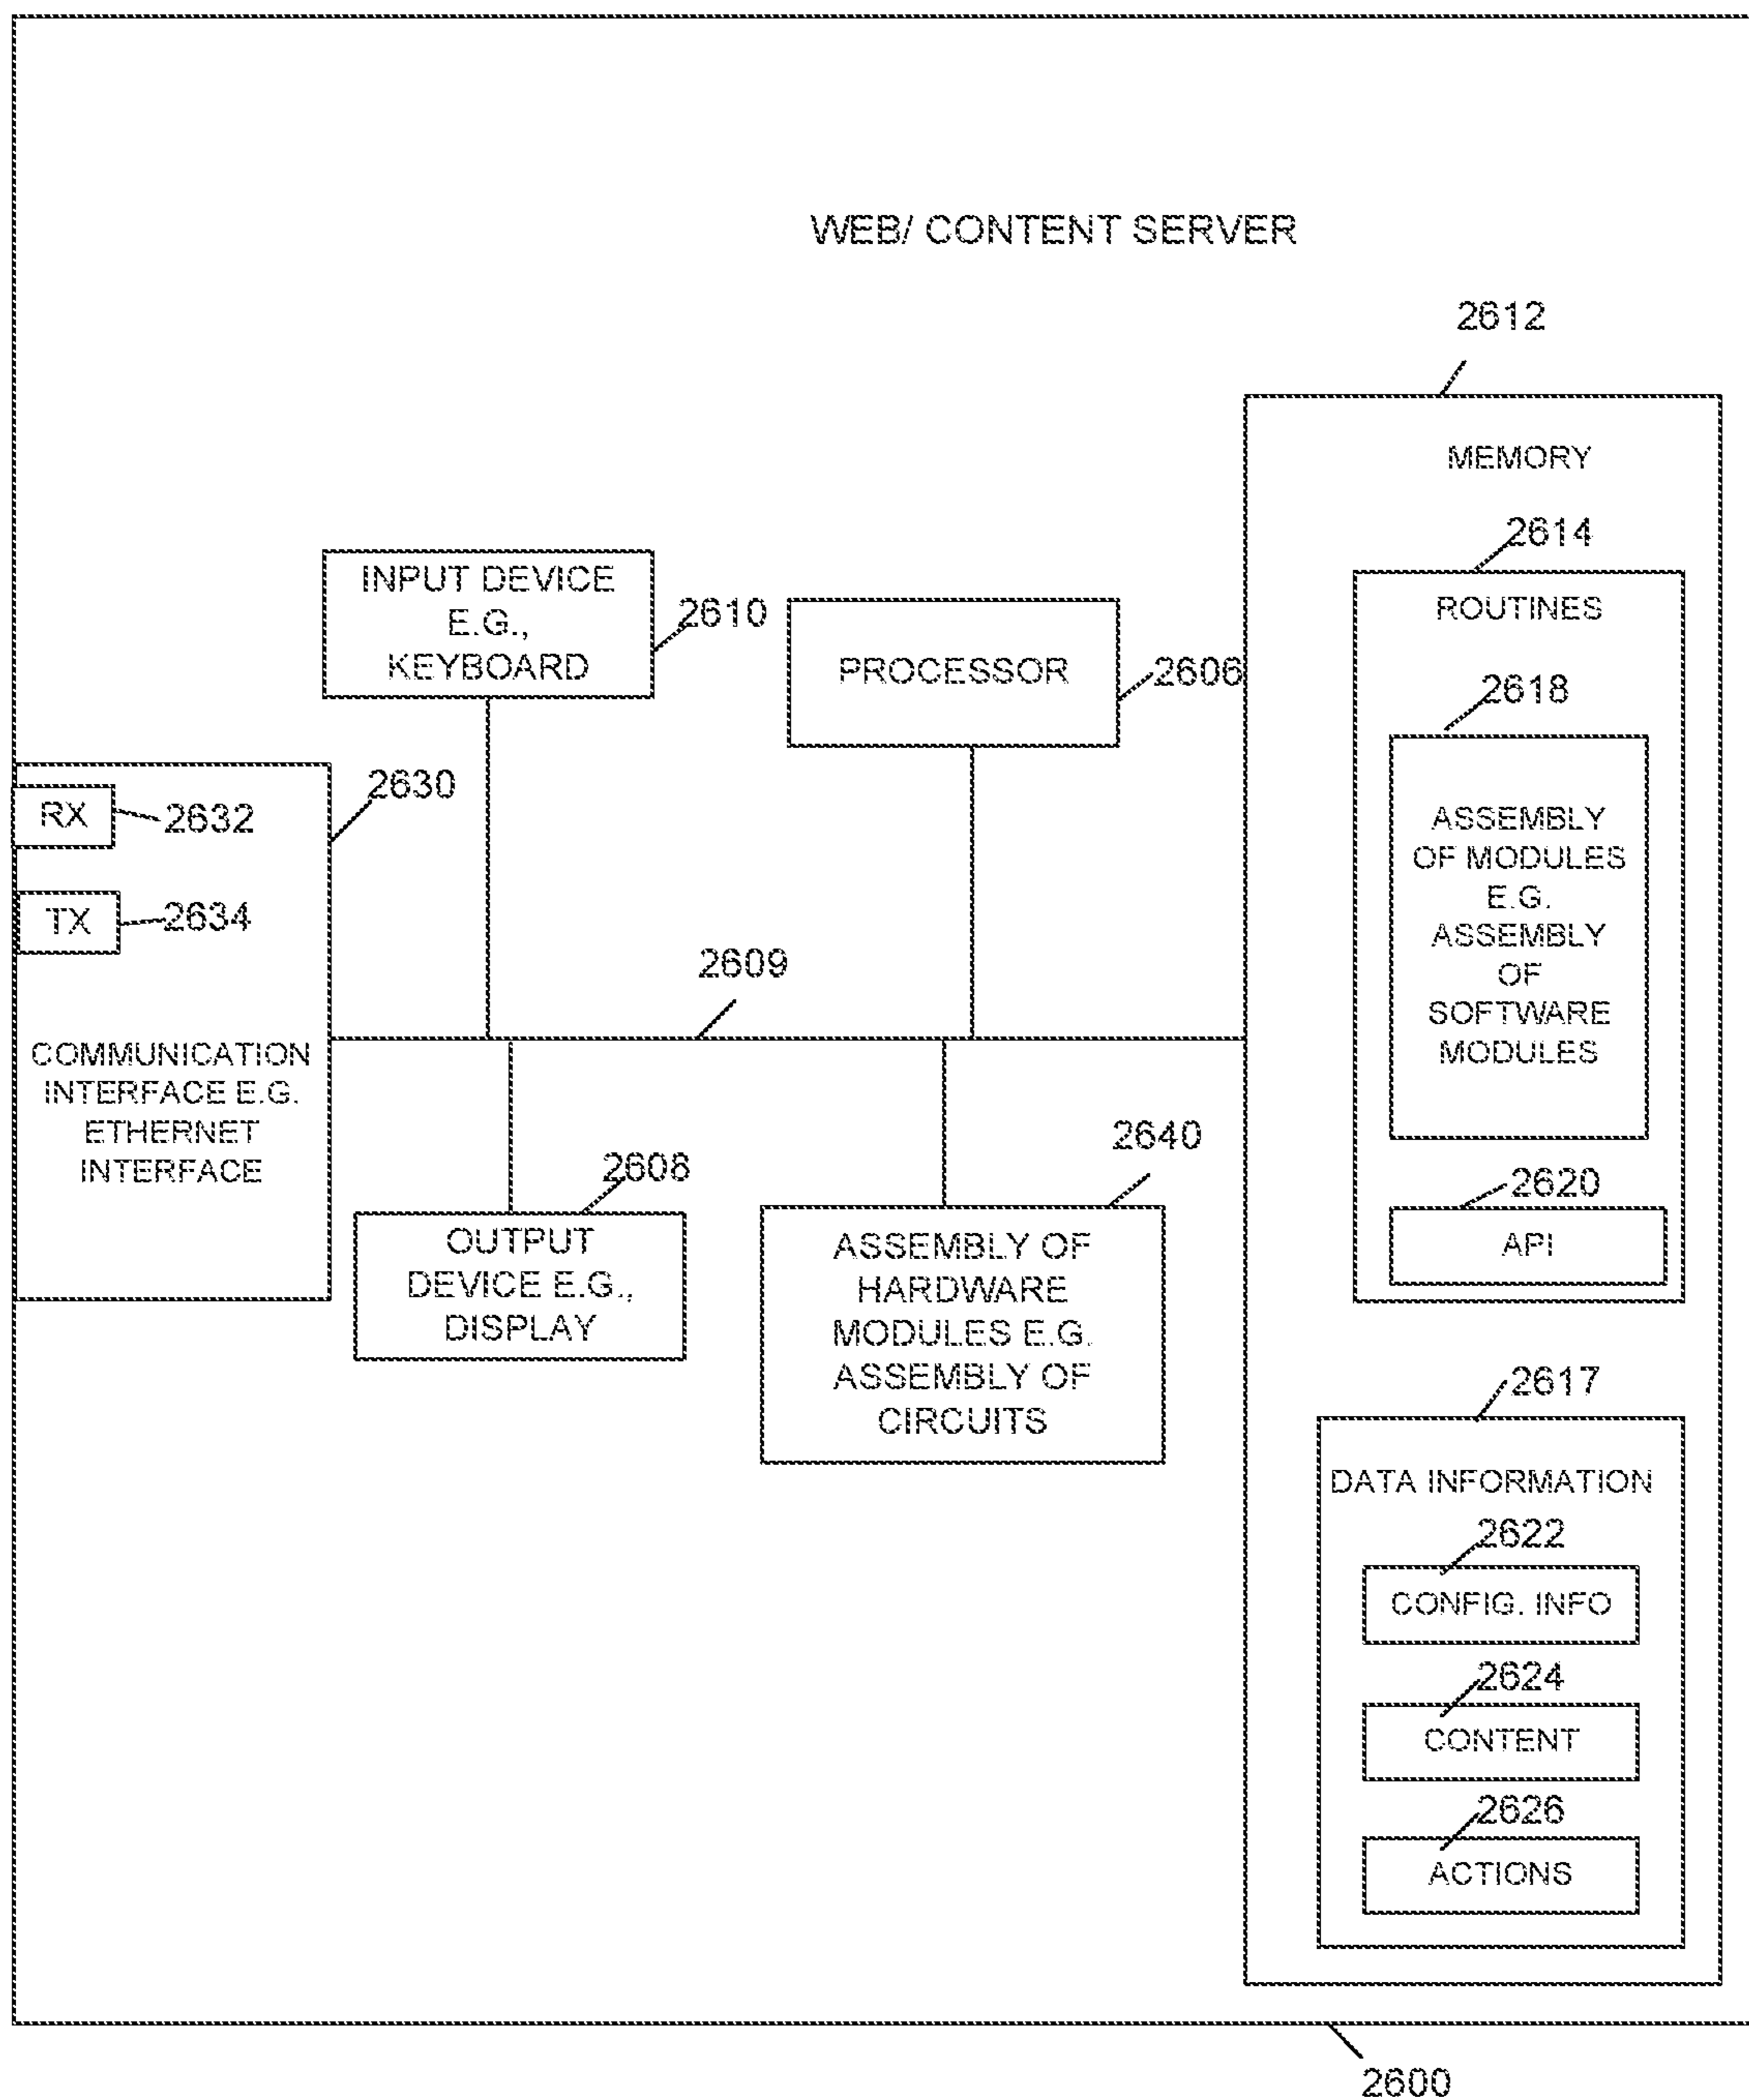 WEB/ CONTENT SERVER
2612
MEMORY
2614
ROUTINES
INPUT DEVICE
E.G.,
KEYBOARD
2610
PROCESSOR
2606
2618
ASSEMBLY
OF MODULES
E.G.
ASSEMBLY
OF
SOFTWARE
MODULES
2630
RX
2632
TX
2634
2609
COMMUNICATION
INTERFACE E.G.
ETHERNET
INTERFACE
2608
OUTPUT
DEVICE E.G.,
DISPLAY
2640
ASSEMBLY OF
HARDWARE
MODULES E.G.
ASSEMBLY OF
CIRCUITS
2620
API
2617
DATA INFORMATION
2622
CONFIG. INFO
2624
CONTENT
2626
ACTIONS
2600